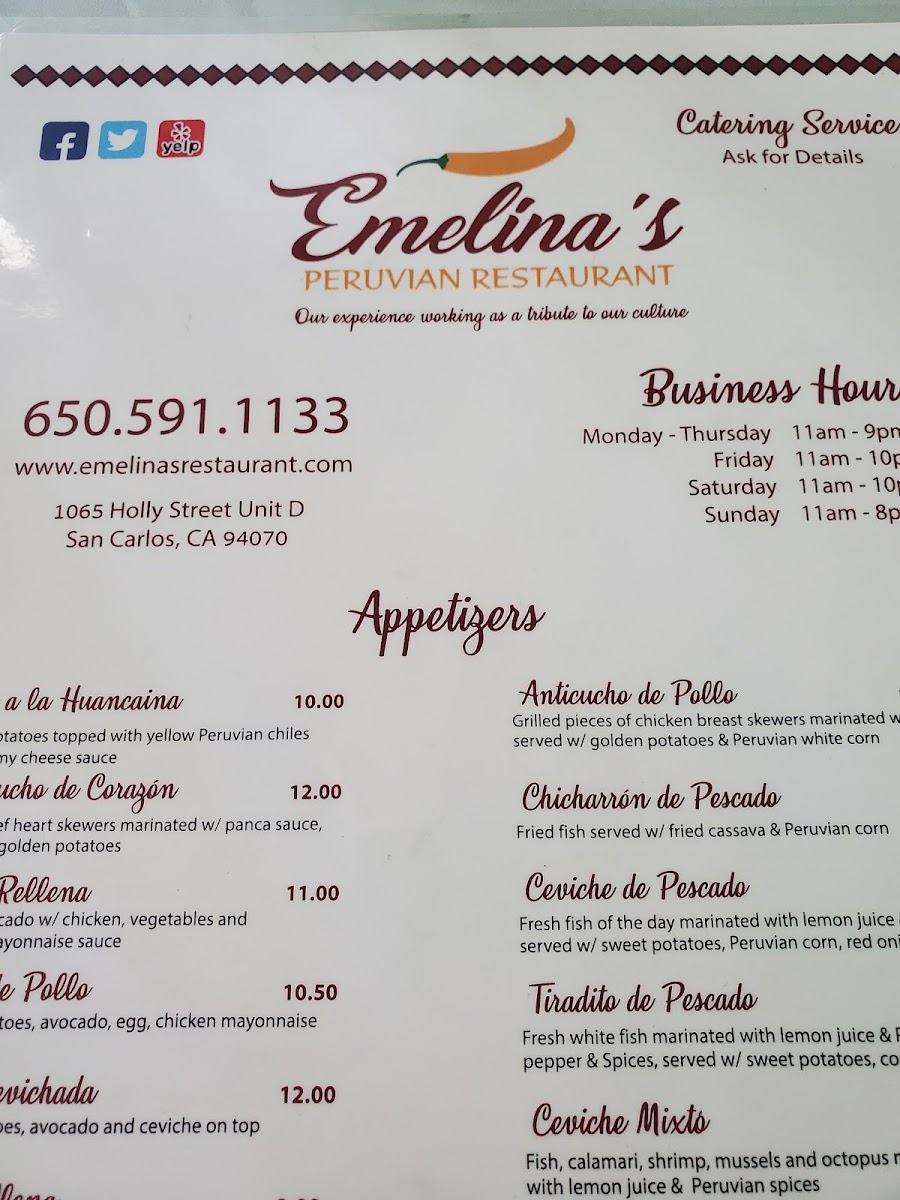 yelp
Catering Service
Ask for Details
Emelina's
PERUVIAN RESTAURANT
Our experience working as a tribute to our culture
650.591.1133
www.emelinasrestaurant.com
1065 Holly Street Unit D
San Carlos, CA 94070
Business Hour
Monday - Thursday 11am - 9pm
Friday 11am - 10p
Saturday 11am - 10p
Sunday 11am - 8p
Appetizers
a la Huancaina 10.00
otatoes topped with yellow Peruvian chiles
my cheese sauce
ucho de Corazón 12.00
ef heart skewers marinated w/ panca sauce,
golden potatoes
Rellena 11.00
cado w/ chicken, vegetables and
ayonnaise sauce
de Pollo 10.50
toes, avocado, egg, chicken mayonnaise
evichada 12.00
oes, avocado and ceviche on top
Anticucho de Pollo
Grilled pieces of chicken breast skewers marinated w
served w/ golden potatoes & Peruvian white corn
Chicharrón de Pescado
Fried fish served w/ fried cassava & Peruvian corn
Ceviche de Pescado
Fresh fish of the day marinated with lemon juice
served w/ sweet potatoes, Peruvian corn, red oni
Tiradito de Pescado
Fresh white fish marinated with lemon juice &
pepper & Spices, served w/ sweet potatoes, co
Ceviche Mixto
Fish, calamari, shrimp, mussels and octopus
with lemon juice & Peruvian spices